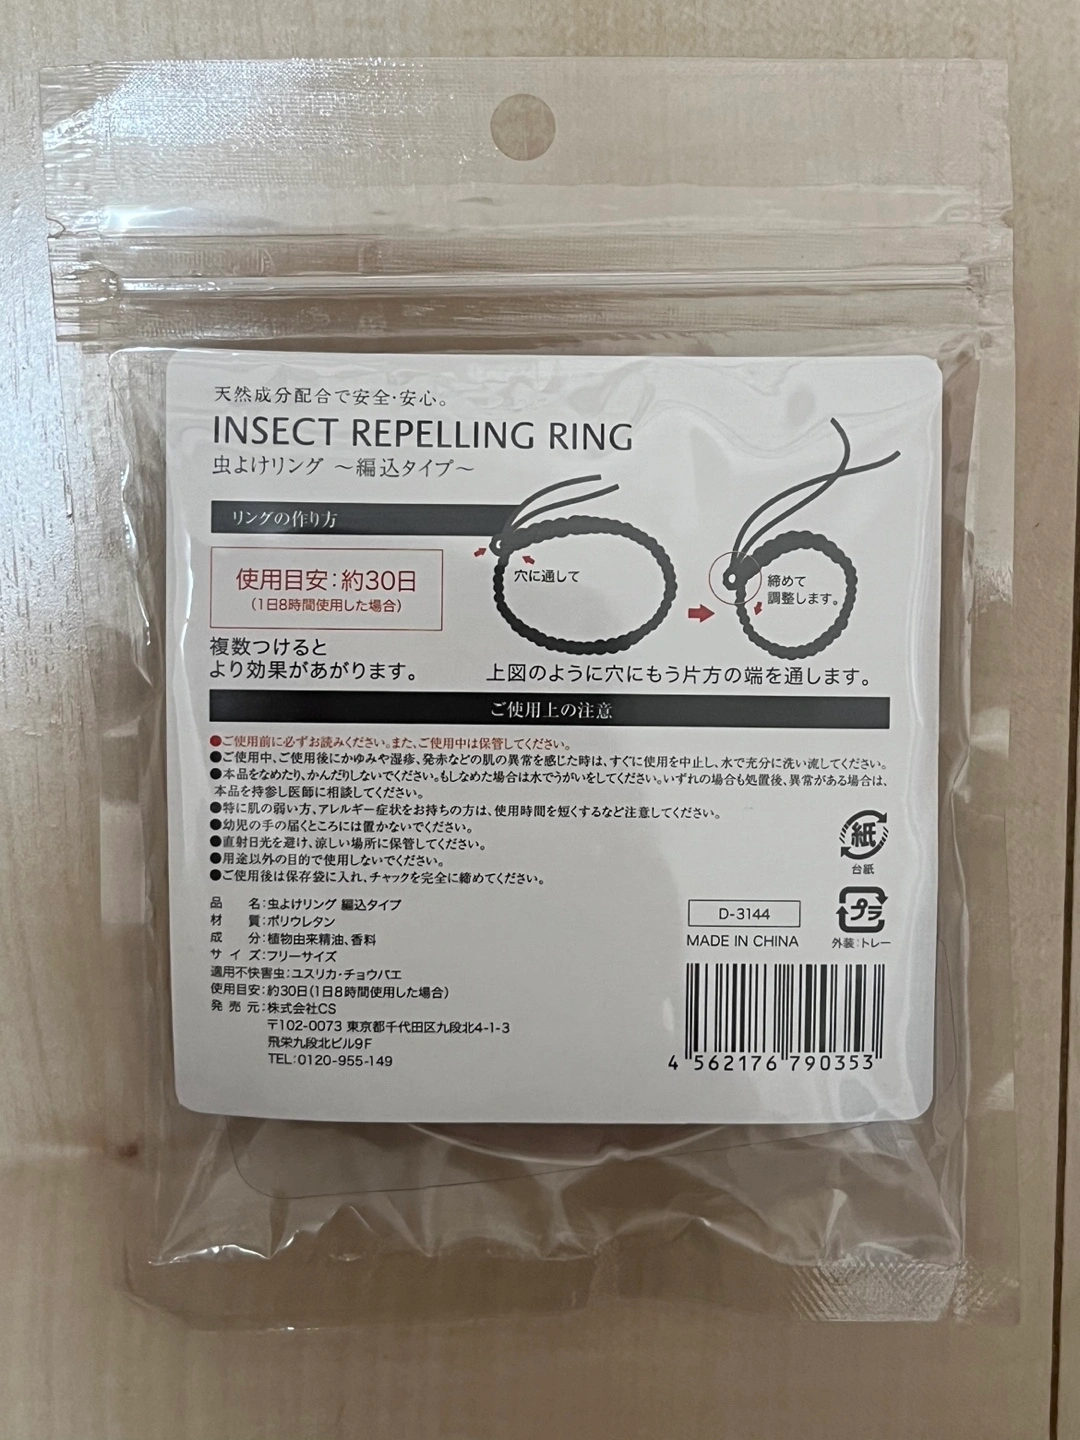 天然成分配合で安全・安心。
INSECT REPELLING RING
虫よけリング 〜編込タイプ〜
リングの作り方
使用目安：約30日
(1日8時間使用した場合)
複数つけると
より効果があがります。
穴に通して
締めて
調整します。
上図のように穴にもう片方の端を通します。
ご使用上の注意
●ご使用前に必ずお読みください。また、ご使用中は保管してください。
●ご使用中、ご使用後にかゆみや湿疹、発赤などの肌の異常を感じた時は、すぐに使用を中止し、水で充分に洗い流してください。
●本品をなめたり、かんだりしないでください。もしなめた場合は水でうがいをしてください。いずれの場合も処置後、異常がある場合は、
本品を持参し医師に相談してください。
●特に肌の弱い方、アレルギー症状をお持ちの方は、使用時間を短くするなど注意してください。
●幼児の手の届くところには置かないでください。
●直射日光を避け、涼しい場所に保管してください。
●用途以外の目的で使用しないでください。
●ご使用後は保存袋に入れ、チャックを完全に締めてください。
品 名：虫よけリング 編込タイプ
材 質：ポリウレタン
成 分：植物由来精油、香料
サイズ：フリーサイズ
適用不快害虫：ユスリカ・チョウバエ
使用目安：約30日(1日8時間使用した場合)
発売元：株式会社CS
〒102-0073 東京都千代田区九段北4-1-3
飛栄九段北ビル9F
TEL：0120-955-149
紙
台紙
プラ
外装：トレー
D-3144
MADE IN CHINA
4 562176 790353